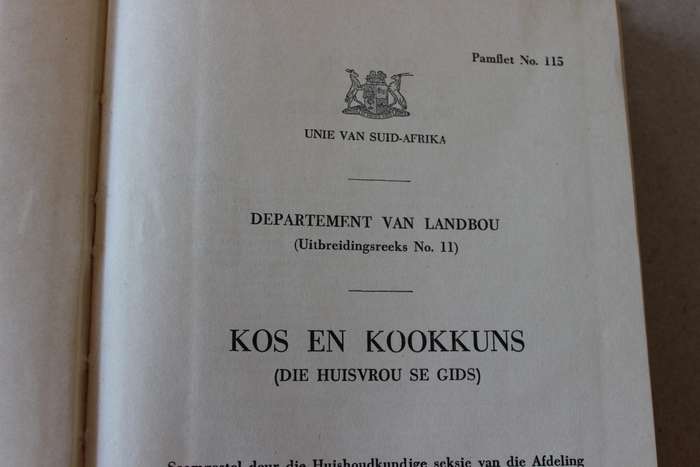 Pamflet No. 115
UNIE VAN SUID-AFRIKA
DEPARTEMENT VAN LANDBOU
(Uitbreidingsreeks No. 11)
KOS EN KOOKKUNS
(DIE HUISVROU SE GIDS)
Saamgestel deur die Huishoudkundige seksie van die Afdeling